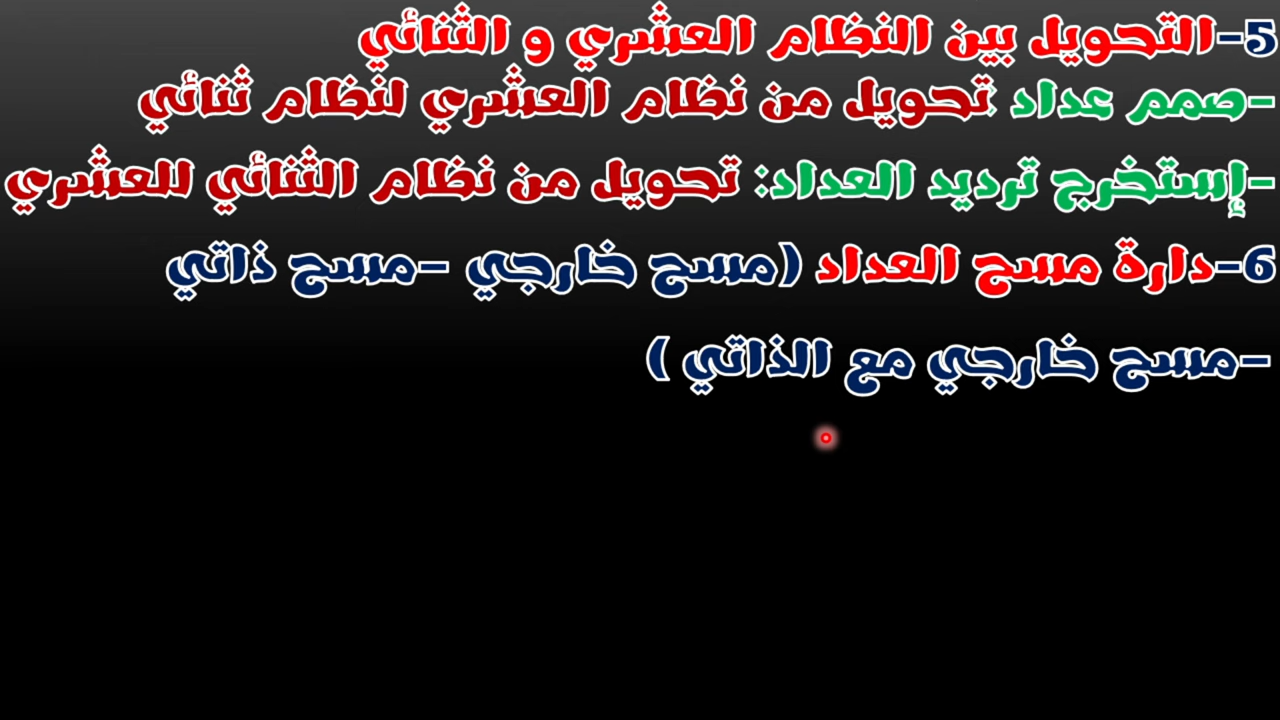 5-التحويل بين النظام العشري و الثنائي
-صمم عداد تحويل من نظام العشري لنظام ثنائي
-إستخرج ترديد العداد: تحويل من نظام الثنائي للعشري
6-دارة مسح العداد (مسح خارجي -مسح ذاتي
-مسح خارجي مع الذاتي )